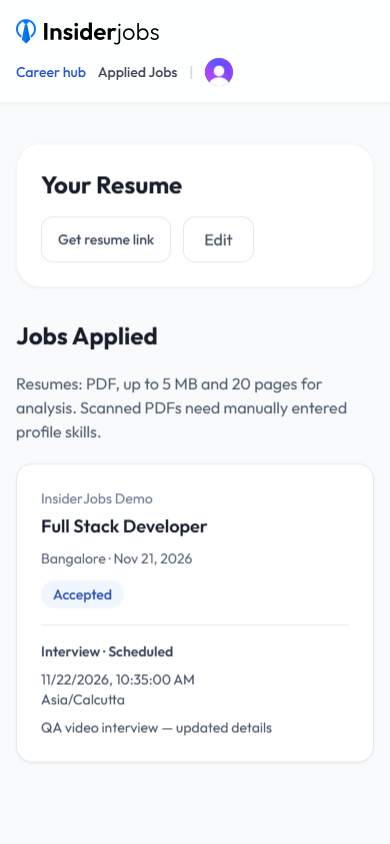 Insiderjobs
Career hub Applied Jobs |
Your Resume
Get resume link Edit
Jobs Applied
Resumes: PDF, up to 5 MB and 20 pages for
analysis. Scanned PDFs need manually entered
profile skills.
InsiderJobs Demo
Full Stack Developer
Bangalore · Nov 21, 2026
Accepted
Interview · Scheduled
11/22/2026, 10:35:00 AM
Asia/Calcutta
QA video interview — updated details